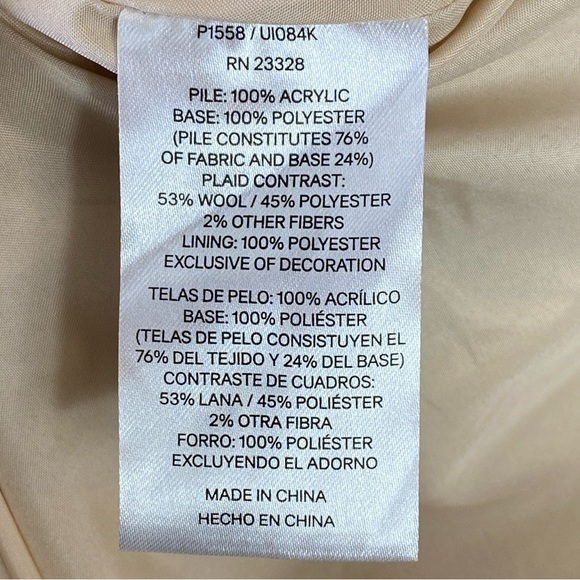 P1558 / UI084K
RN 23328
PILE: 100% ACRYLIC
BASE: 100% POLYESTER
(PILE CONSTITUTES 76%
OF FABRIC AND BASE 24%)
PLAID CONTRAST:
53% WOOL / 45% POLYESTER
2% OTHER FIBERS
LINING: 100% POLYESTER
EXCLUSIVE OF DECORATION
TELAS DE PELO: 100% ACRÍLICO
BASE: 100% POLIÉSTER
(TELAS DE PELO CONSISTUYEN EL
76% DEL TEJIDO Y 24% DEL BASE)
CONTRASTE DE CUADROS:
53% LANA / 45% POLIÉSTER
2% OTRA FIBRA
FORRO: 100% POLIÉSTER
EXCLUYENDO EL ADORNO
MADE IN CHINA
HECHO EN CHINA